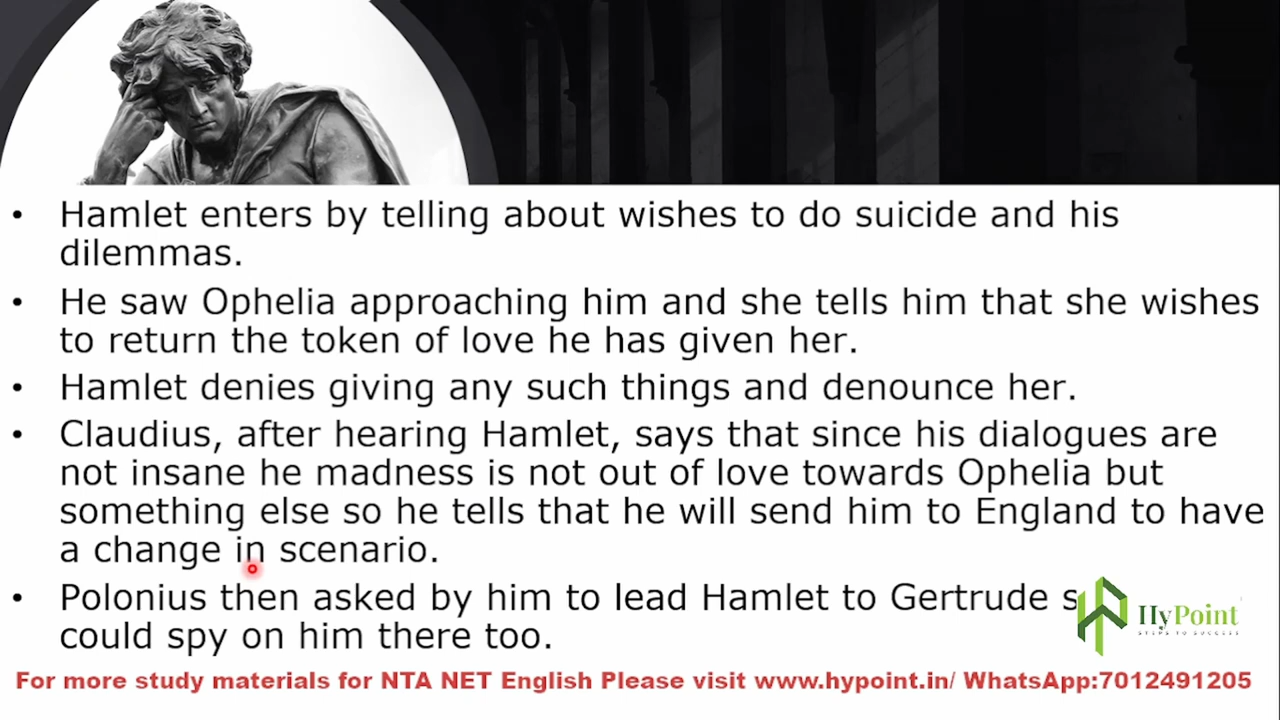 • Hamlet enters by telling about wishes to do suicide and his
dilemmas.
• He saw Ophelia approaching him and she tells him that she wishes
to return the token of love he has given her.
• Hamlet denies giving any such things and denounce her.
• Claudius, after hearing Hamlet, says that since his dialogues are
not insane he madness is not out of love towards Ophelia but
something else so he tells that he will send him to England to have
a change in scenario.
• Polonius then asked by him to lead Hamlet to Gertrude
could spy on him there too.
HyPoint
STEPS TO SUCCESS
For more study materials for NTA NET English Please visit www.hypoint.in/ WhatsApp:7012491205